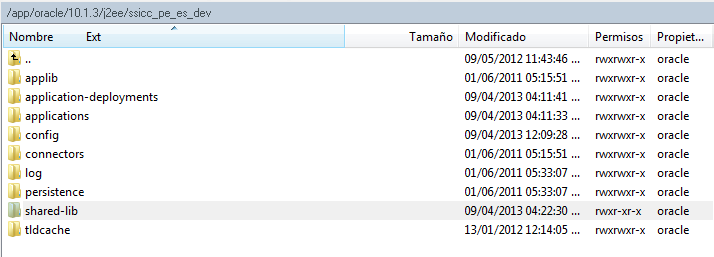 /app/oracle/10.1.3/j2ee/ssicc_pe_es_dev
Nombre Ext Tamaño Modificado Permisos Propiet...
.. 09/05/2012 11:43:46 ... rwxrwxr-x oracle
applib 01/06/2011 05:15:51 ... rwxrwxr-x oracle
application-deployments 09/04/2013 04:11:41 ... rwxrwxr-x oracle
applications 09/04/2013 04:11:33 ... rwxrwxr-x oracle
config 09/04/2013 12:09:28 ... rwxrwxr-x oracle
connectors 01/06/2011 05:15:51 ... rwxrwxr-x oracle
log 01/06/2011 05:33:07 ... rwxrwxr-x oracle
persistence 01/06/2011 05:33:07 ... rwxrwxr-x oracle
shared-lib 09/04/2013 04:22:30 ... rwxr-xr-x oracle
tldcache 13/01/2012 12:14:05 ... rwxrwxr-x oracle